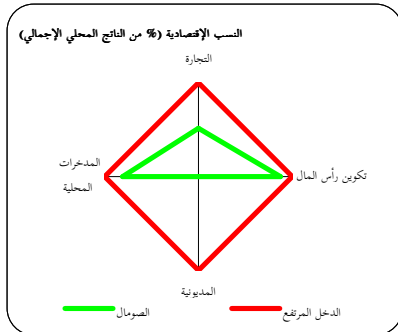 النسب الإقتصادية (% من الناتج المحلي الإجمالي)
التجارة
المدخرات
المحلية
تكوين رأس المال
المديونية
الصومال
الدخل المرتفع